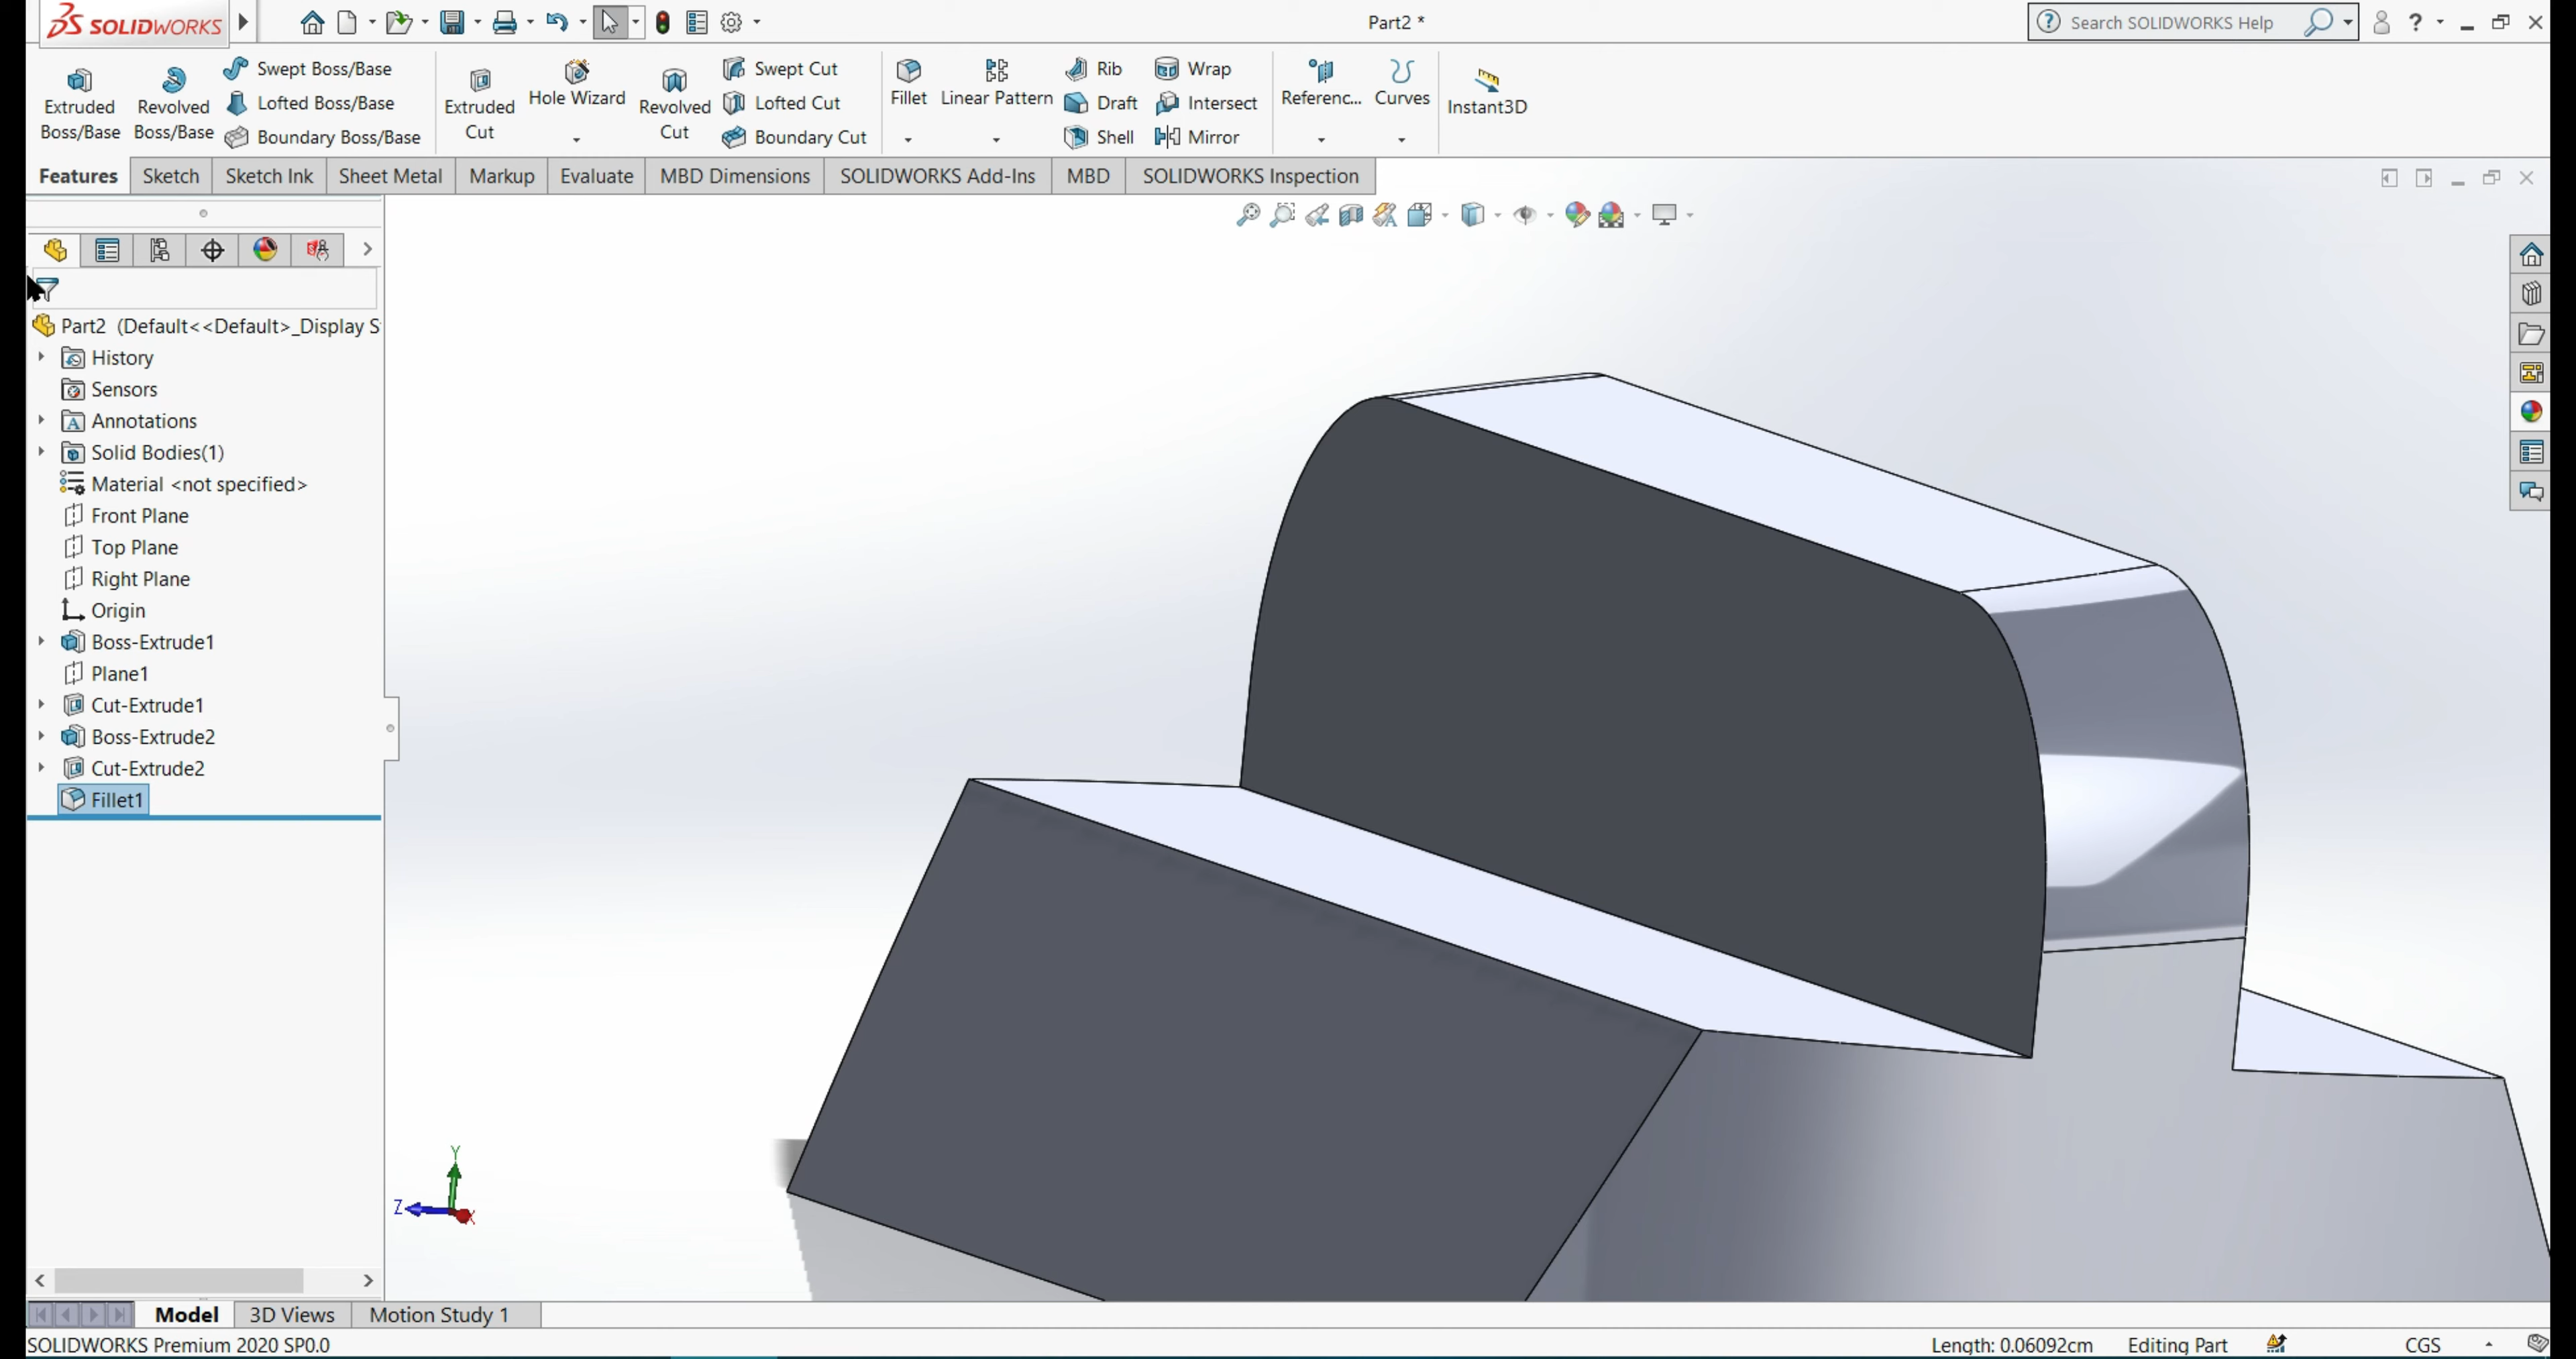 SOLIDWORKS
Part2 *
Search SOLIDWORKS Help
?
Extruded Boss/Base
Revolved Boss/Base
Swept Boss/Base
Lofted Boss/Base
Boundary Boss/Base
Extruded Cut
Hole Wizard
Revolved Cut
Swept Cut
Lofted Cut
Boundary Cut
Fillet
Linear Pattern
Rib
Draft
Shell
Wrap
Intersect
Mirror
Referenc...
Curves
Instant3D
Features Sketch Sketch Ink Sheet Metal Markup Evaluate MBD Dimensions SOLIDWORKS Add-Ins MBD SOLIDWORKS Inspection
Part2 (Default<<Default>_Display S
History
Sensors
Annotations
Solid Bodies(1)
Material <not specified>
Front Plane
Top Plane
Right Plane
Origin
Boss-Extrude1
Plane1
Cut-Extrude1
Boss-Extrude2
Cut-Extrude2
Fillet1
Y
Z
X
Model 3D Views Motion Study 1
SOLIDWORKS Premium 2020 SP0.0
Length: 0.06092cm Editing Part CGS